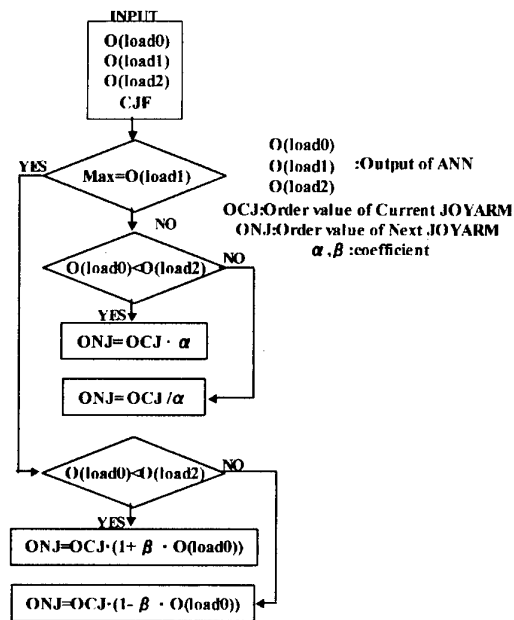 INPUT
O(load0)
O(load1)
O(load2)
CJF
YES
Max=O(load1)
NO
O(load0)
O(load1) :Output of ANN
O(load2)
OCJ:Order value of Current JOYARM
ONJ:Order value of Next JOYARM
α,β:coefficient
O(load0)<O(load2)
NO
YES
ONJ=OCJ·α
ONJ=OCJ/α
O(load0)<O(load2)
NO
YES
ONJ=OCJ·(1+β·O(load0))
ONJ=OCJ·(1-β·O(load0))